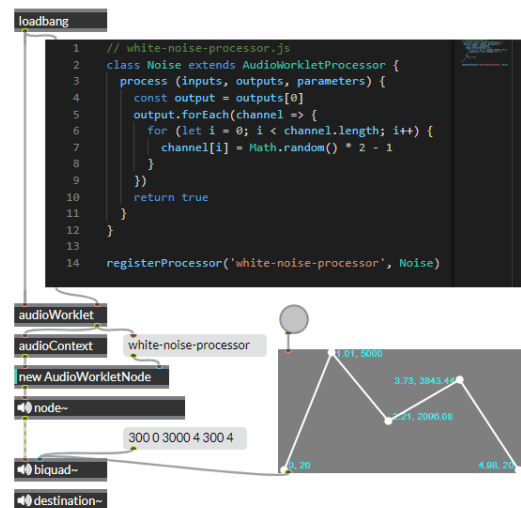 loadbang
1 // white-noise-processor.js
2 class Noise extends AudioWorkletProcessor {
3 process (inputs, outputs, parameters) {
4 const output = outputs[0]
5 output.forEach(channel => {
6 for (let i = 0; i < channel.length; i++) {
7 channel[i] = Math.random() * 2 - 1
8 }
9 })
10 return true
11 }
12 }
13
14 registerProcessor('white-noise-processor', Noise)
audioWorklet
audioContext
white-noise-processor
new AudioWorkletNode
node~
300 0 3000 4 300 4
biquad~
destination~
1.01, 5000
3.73, 3843.44
2.21, 2096.08
0, 20
4.98, 20